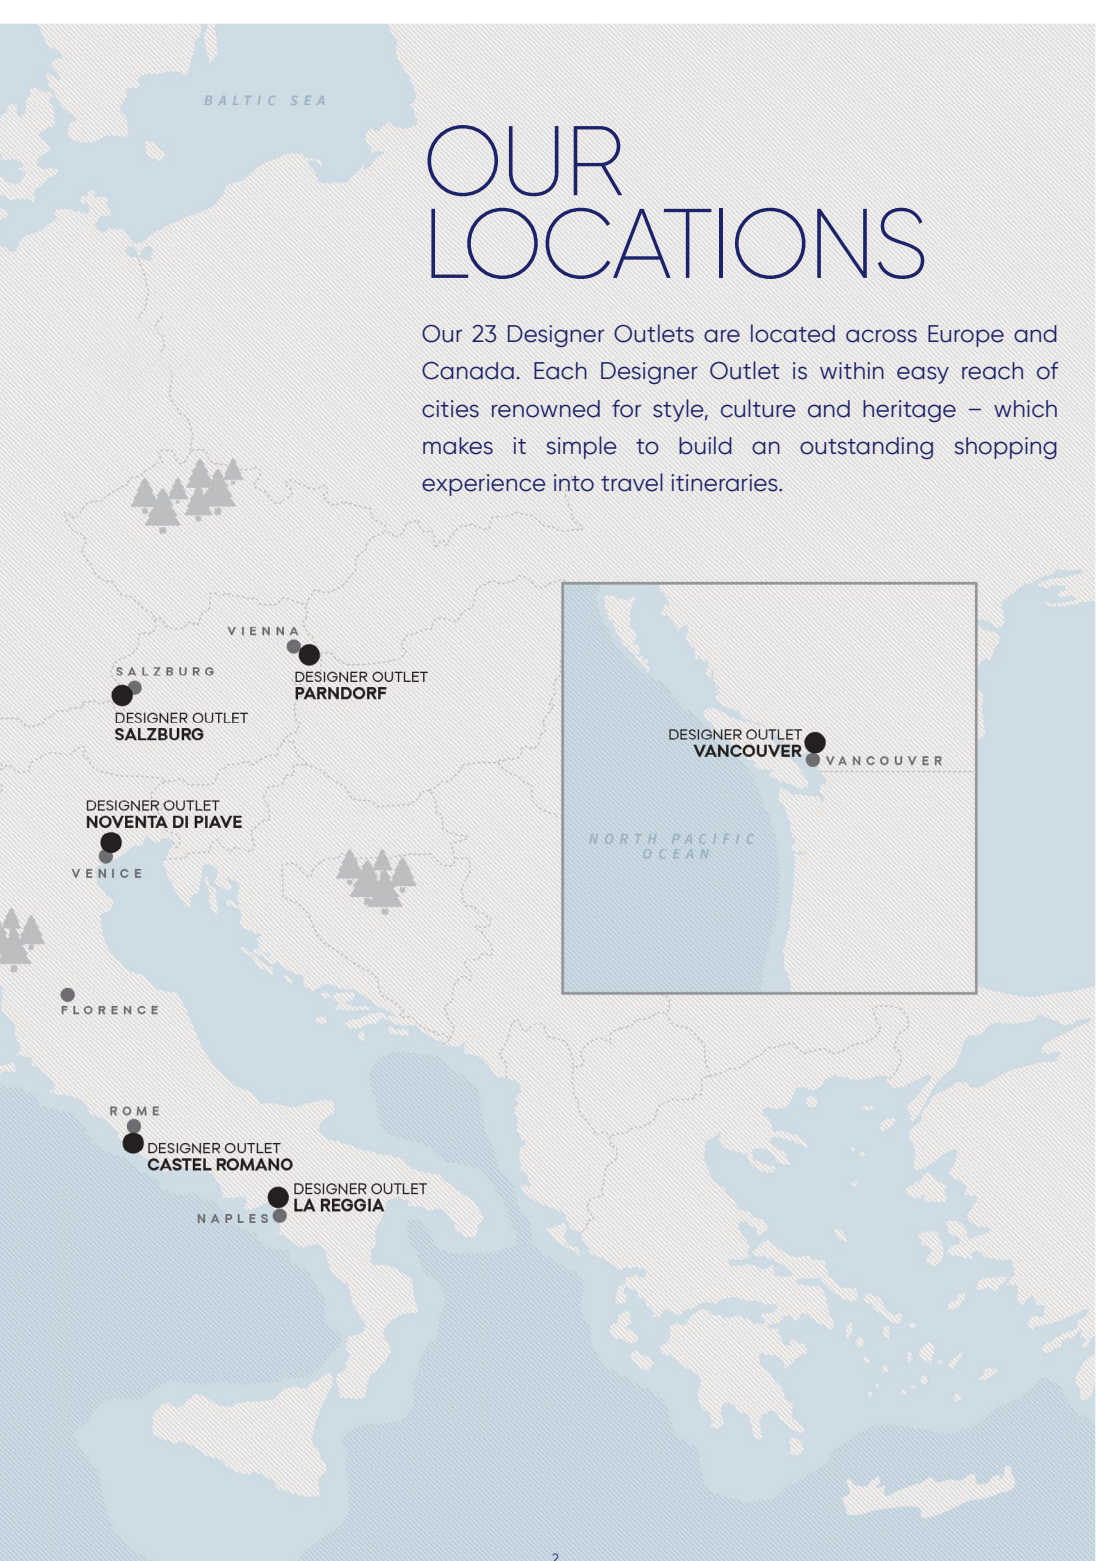 BALTIC SEA
OUR
LOCATIONS
Our 23 Designer Outlets are located across Europe and
Canada. Each Designer Outlet is within easy reach of
cities renowned for style, culture and heritage – which
makes it simple to build an outstanding shopping
experience into travel itineraries.
VIENNA
DESIGNER OUTLET
PARNDORF
SALZBURG
DESIGNER OUTLET
SALZBURG
DESIGNER OUTLET
VANCOUVER
VANCOUVER
DESIGNER OUTLET
NOVENTA DI PIAVE
VENICE
NORTH PACIFIC
OCEAN
FLORENCE
ROME
DESIGNER OUTLET
CASTEL ROMANO
DESIGNER OUTLET
LA REGGIA
NAPLES
2